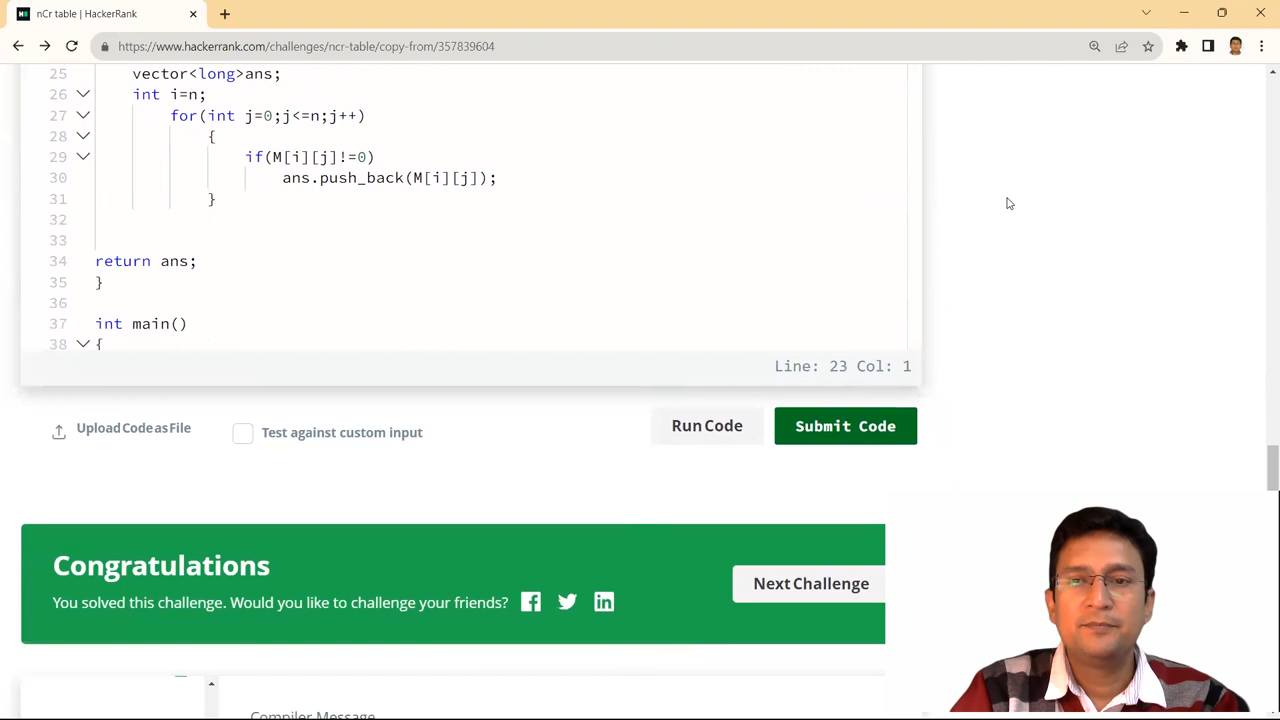 nCr table | HackerRank
https://www.hackerrank.com/challenges/ncr-table/copy-from/357839604
25 vector<long>ans;
26 int i=n;
27 for(int j=0;j<=n;j++)
28 {
29 if(M[i][j]!=0)
30 ans.push_back(M[i][j]);
31 }
32
33
34 return ans;
35 }
36
37 int main()
38 {
Line: 23 Col: 1
Upload Code as File
Test against custom input
Run Code
Submit Code
Congratulations
You solved this challenge. Would you like to challenge your friends?
Next Challenge
Compiler Message